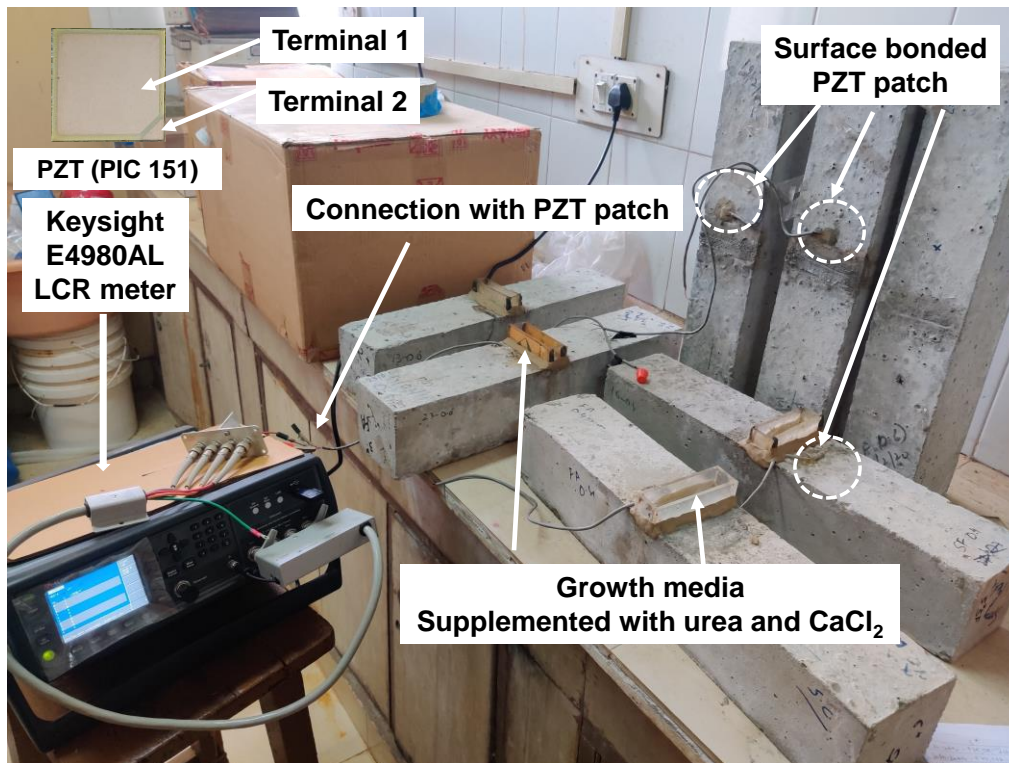 Terminal 1
Terminal 2
PZT (PIC 151)
Keysight
E4980AL
LCR meter
Connection with PZT patch
Surface bonded
PZT patch
Growth media
Supplemented with urea and CaCl₂